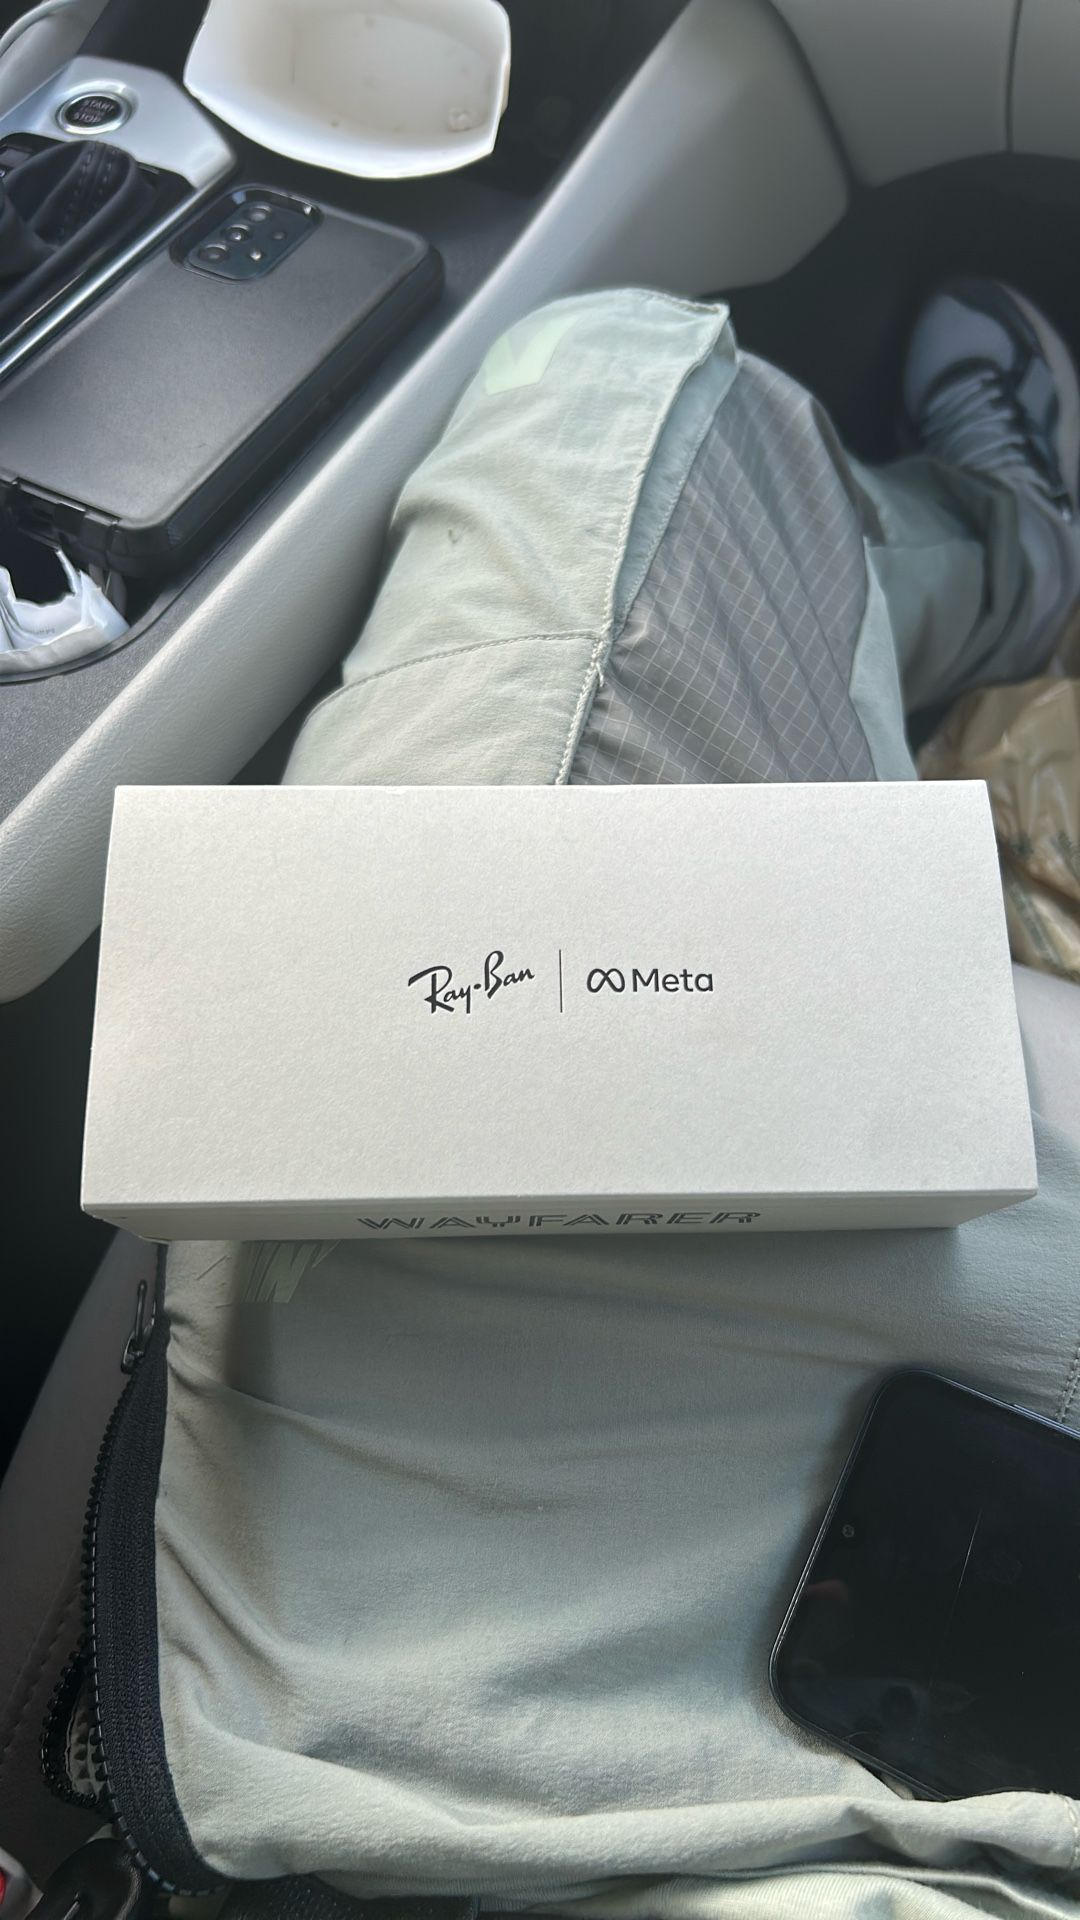 START
STOP
Ray-Ban | Meta
WAYFARER